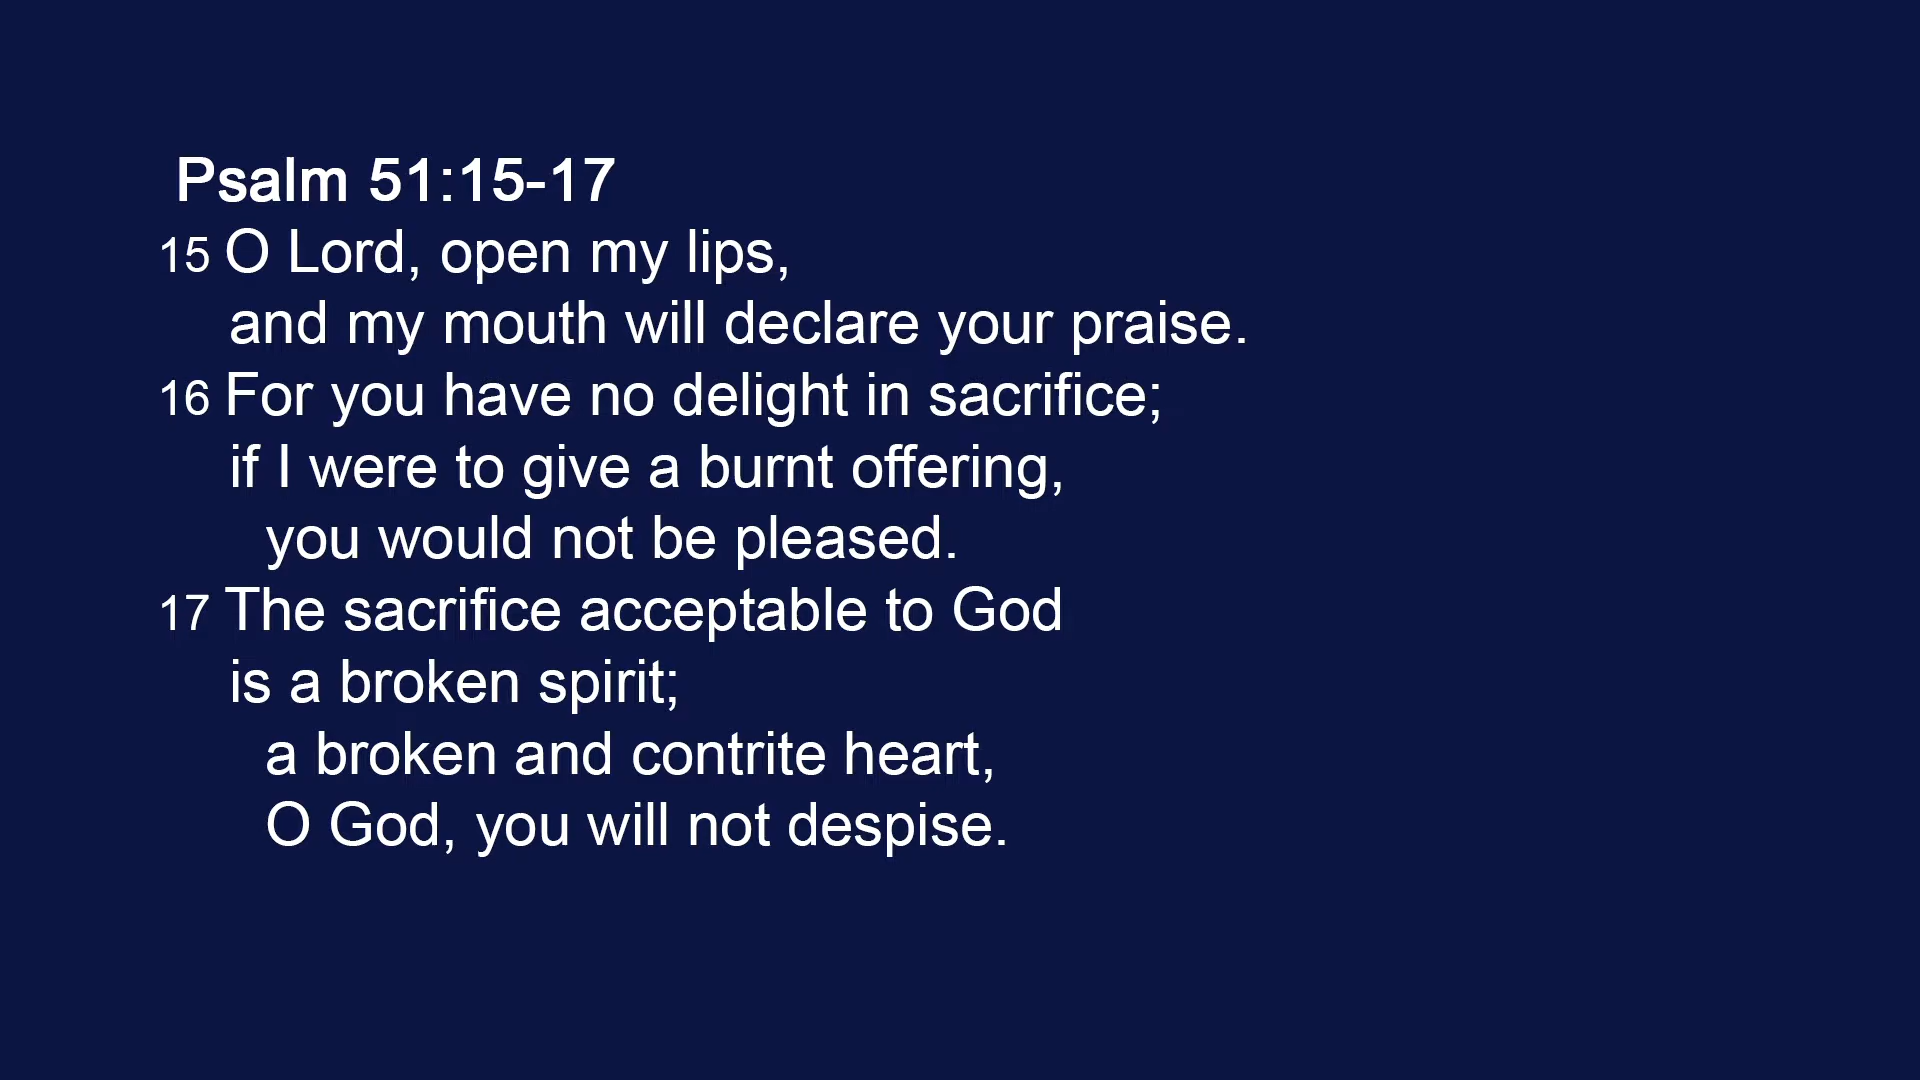 Psalm 51:15-17
15 O Lord, open my lips,
and my mouth will declare your praise.
16 For you have no delight in sacrifice;
if I were to give a burnt offering,
you would not be pleased.
17 The sacrifice acceptable to God
is a broken spirit;
a broken and contrite heart,
O God, you will not despise.